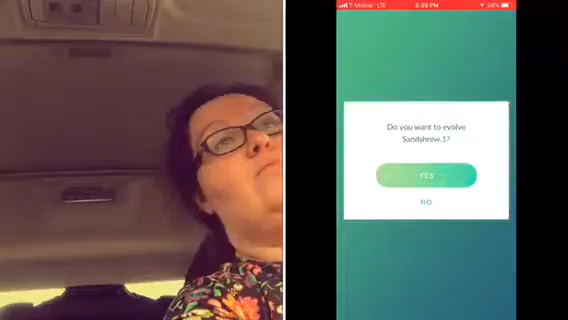 T-Mobile LTE
Do you want to evolve
Sandshrew.1?
YES
NO